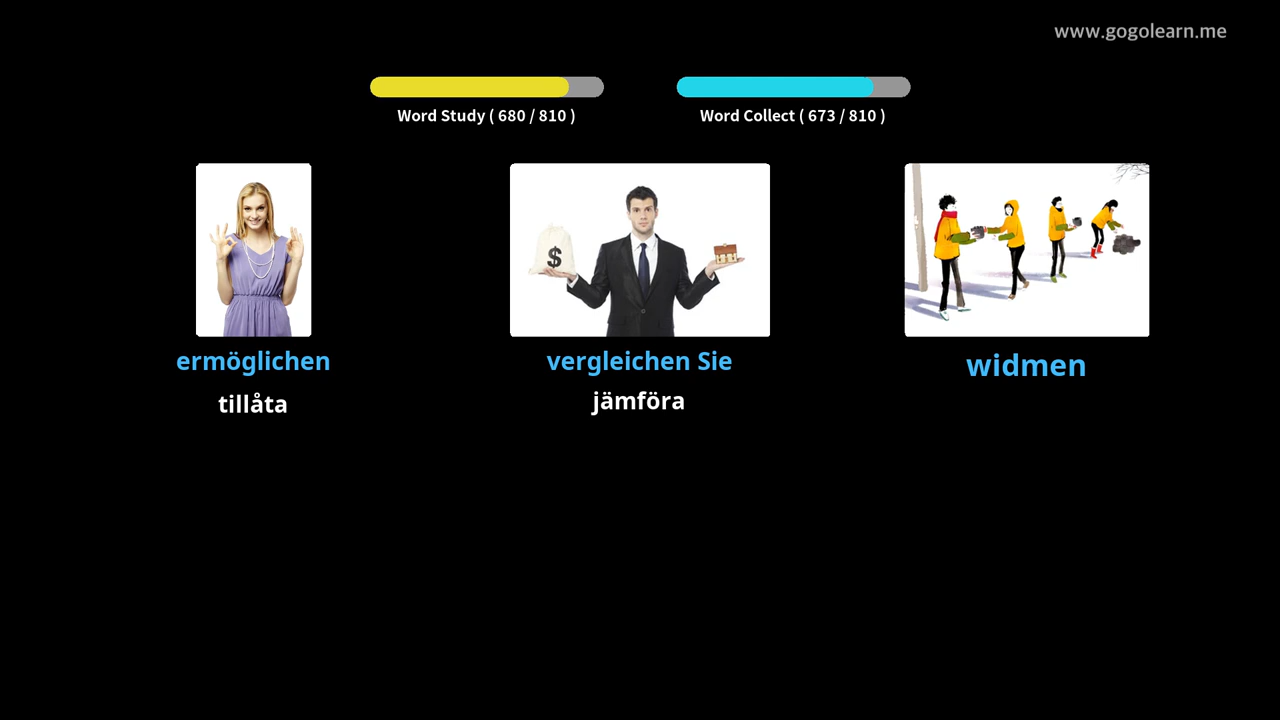 www.gogolearn.me
Word Study ( 680 / 810 )
Word Collect ( 673 / 810 )
$
ermöglichen
vergleichen Sie
widmen
tillåta
jämföra